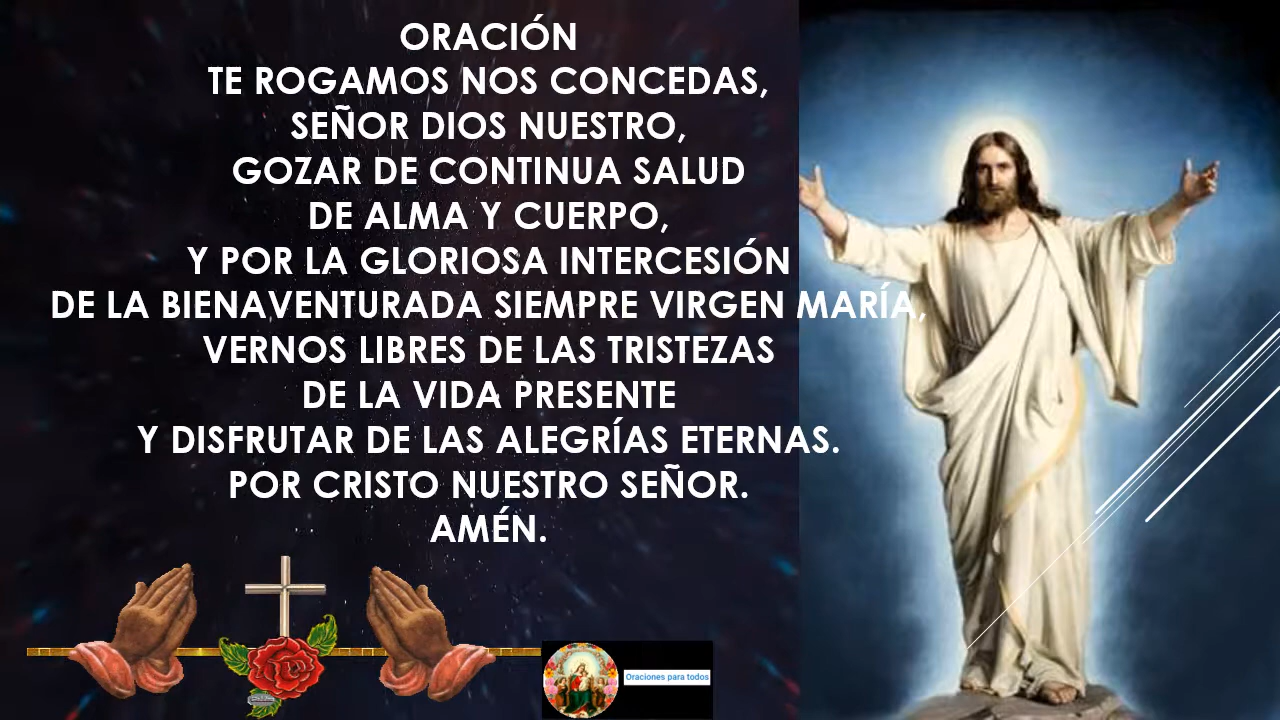 ORACIÓN
TE ROGAMOS NOS CONCEDAS,
SEÑOR DIOS NUESTRO,
GOZAR DE CONTINUA SALUD
DE ALMA Y CUERPO,
Y POR LA GLORIOSA INTERCESIÓN
DE LA BIENAVENTURADA SIEMPRE VIRGEN MARÍA,
VERNOS LIBRES DE LAS TRISTEZAS
DE LA VIDA PRESENTE
Y DISFRUTAR DE LAS ALEGRÍAS ETERNAS.
POR CRISTO NUESTRO SEÑOR.
AMÉN.
Oraciones para todos